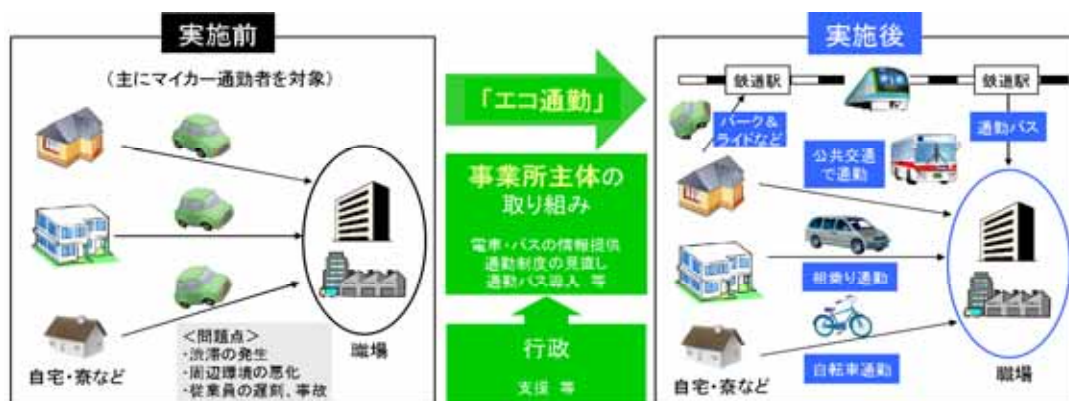 実施前
(主にマイカー通勤者を対象)
<問題点>
・渋滞の発生
・周辺環境の悪化
・従業員の遅刻、事故
自宅・寮など
職場
「エコ通勤」
事業所主体の
取り組み
電車・バスの情報提供
通勤制度の見直し
通勤バス導入 等
行政
支援 等
実施後
鉄道駅
鉄道駅
パーク&
ライドなど
通勤バス
公共交通
で通勤
相乗り通勤
自転車通勤
自宅・寮など
職場